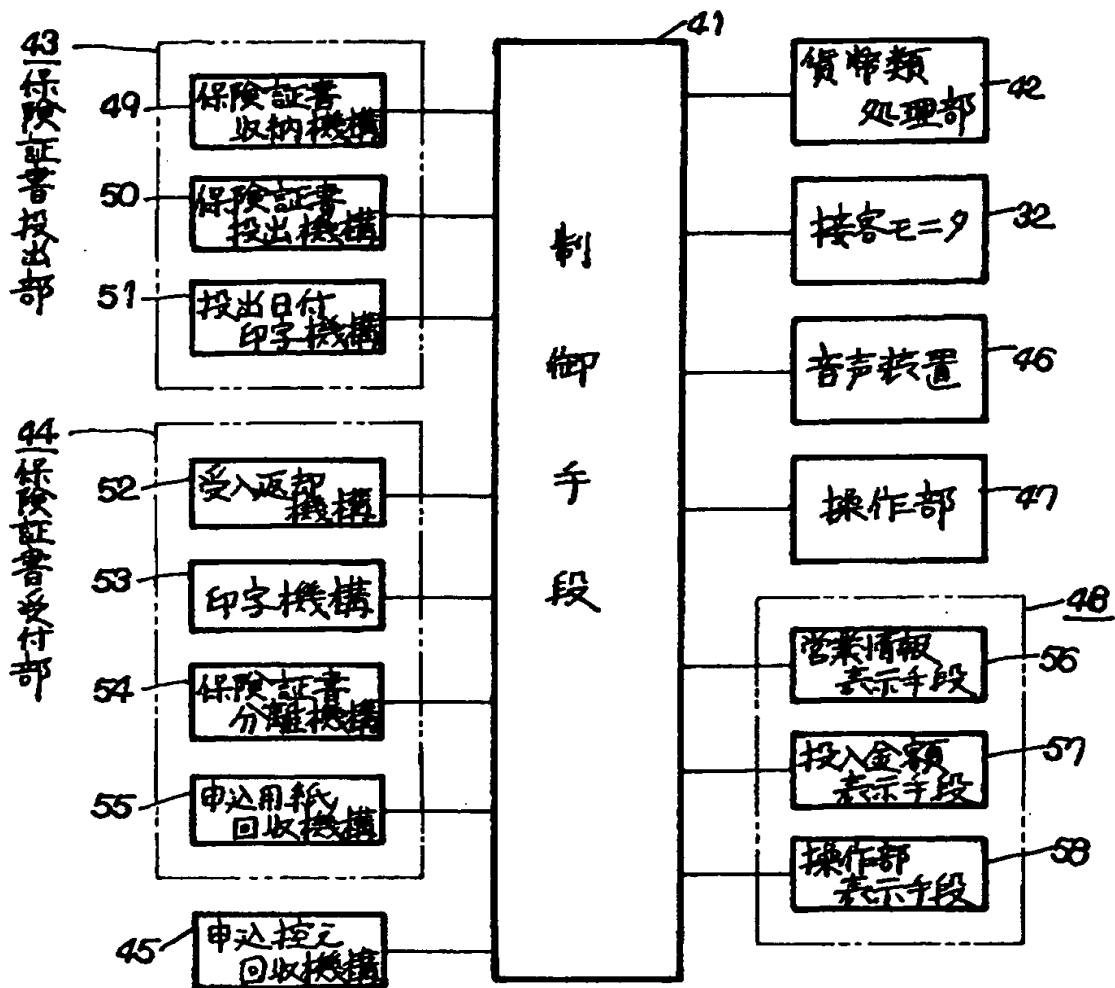 41
43
保険証書投出部
49
保険証書
収納機構
50
保険証書
投出機構
51
投出日付
印字機構
44
保険証書受付部
52
受入返却
機構
53
印字機構
54
保険証書
分離機構
55
申込用紙
回収機構
45
申込控元
回収機構
制御手段
貨幣類
処理部
42
接客モニタ
32
音声装置
46
操作部
47
48
営業情報
表示手段
56
投入金額
表示手段
57
操作部
表示手段
58